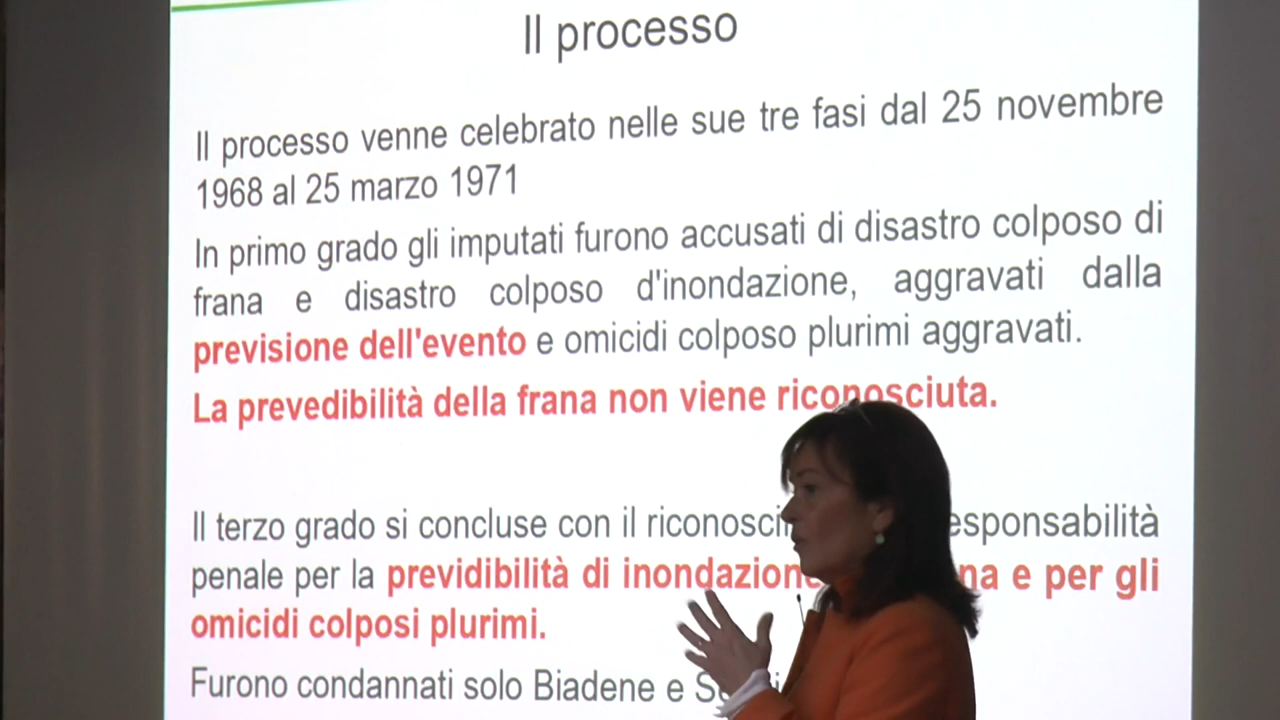 Il processo
Il processo venne celebrato nelle sue tre fasi dal 25 novembre
1968 al 25 marzo 1971
In primo grado gli imputati furono accusati di disastro colposo di
frana e disastro colposo d'inondazione, aggravati dalla
previsione dell'evento e omicidi colposo plurimi aggravati.
La prevedibilità della frana non viene riconosciuta.
Il terzo grado si concluse con il
penale per la previdibilità di inondazione e per gli
omicidi colposi plurimi.
Furono condannati solo Biadene e